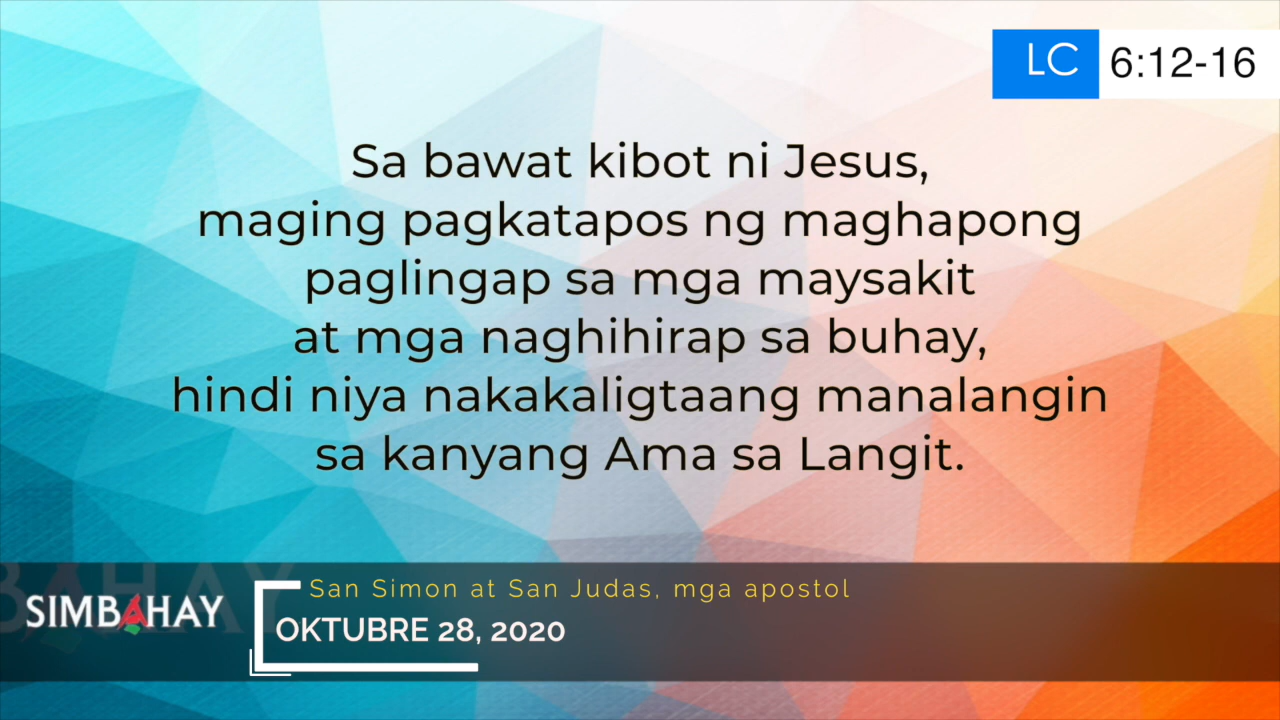 LC 6:12-16
Sa bawat kibot ni Jesus,
maging pagkatapos ng maghapong
paglingap sa mga maysakit
at mga naghihirap sa buhay,
hindi niya nakakaligtaang manalangin
sa kanyang Ama sa Langit.
San Simon at San Judas, mga apostol
SIMBAHAY
OKTUBRE 28, 2020